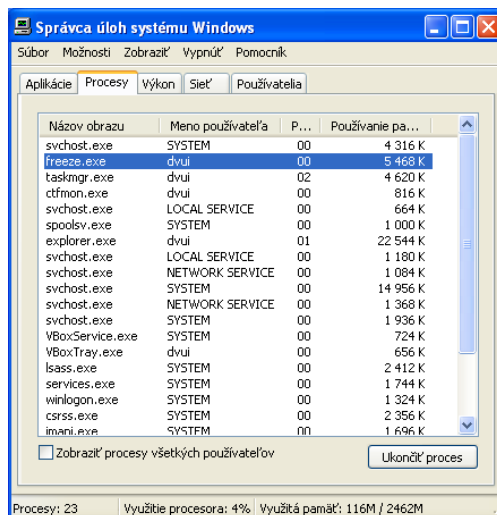 Správca úloh systému Windows
Súbor Možnosti Zobraziť Vypnúť Pomocník
Aplikácie Procesy Výkon Sieť Používatelia
Názov obrazu Meno používateľa P... Používanie pa...
svchost.exe SYSTEM 00 4 316 K
freeze.exe dvui 00 5 468 K
taskmgr.exe dvui 02 4 620 K
ctfmon.exe dvui 00 816 K
svchost.exe LOCAL SERVICE 00 664 K
spoolsv.exe SYSTEM 00 1 000 K
explorer.exe dvui 01 22 544 K
svchost.exe LOCAL SERVICE 00 1 180 K
svchost.exe NETWORK SERVICE 00 1 084 K
svchost.exe SYSTEM 00 14 956 K
svchost.exe NETWORK SERVICE 00 1 368 K
svchost.exe SYSTEM 00 1 936 K
VBoxService.exe SYSTEM 00 724 K
VBoxTray.exe dvui 00 656 K
lsass.exe SYSTEM 00 2 412 K
services.exe SYSTEM 00 1 744 K
winlogon.exe SYSTEM 00 1 324 K
csrss.exe SYSTEM 00 2 356 K
imapi.exe SYSTEM 00 1 696 K
Zobraziť procesy všetkých používateľov Ukončiť proces
Procesy: 23 Využitie procesora: 4% Využitá pamäť: 116M / 2462M